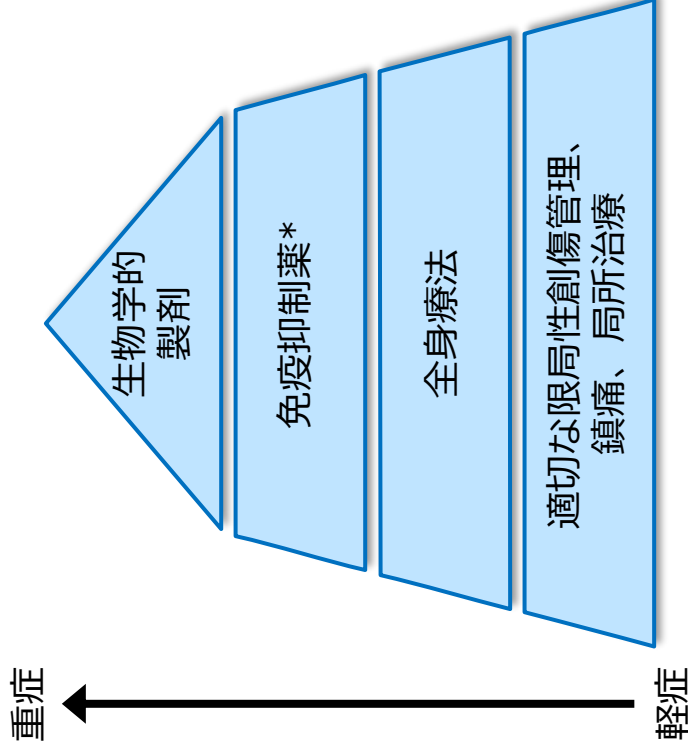 重症
生物学的
製剤
免疫抑制薬*
全身療法
適切な限局性創傷管理、
鎮痛、局所治療
軽症